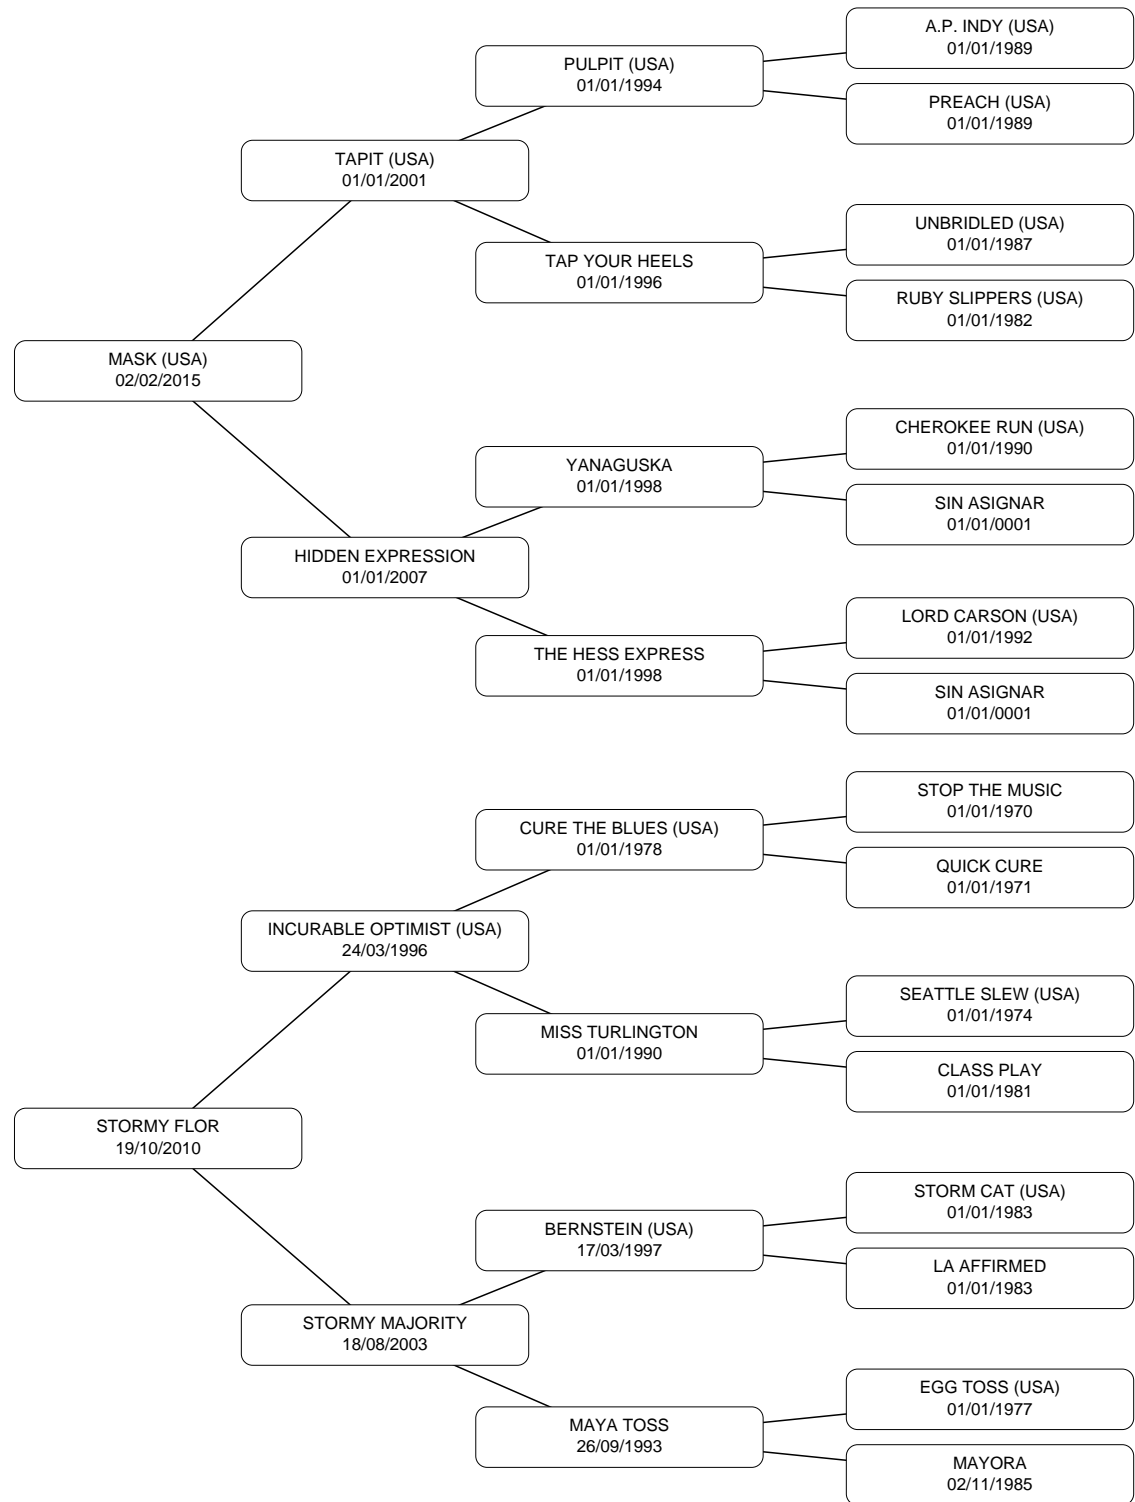 A.P. INDY (USA)
01/01/1989
PULPIT (USA)
01/01/1994
PREACH (USA)
01/01/1989
TAPIT (USA)
01/01/2001
UNBRIDLED (USA)
01/01/1987
TAP YOUR HEELS
01/01/1996
RUBY SLIPPERS (USA)
01/01/1982
MASK (USA)
02/02/2015
CHEROKEE RUN (USA)
01/01/1990
YANAGUSKA
01/01/1998
SIN ASIGNAR
01/01/0001
HIDDEN EXPRESSION
01/01/2007
LORD CARSON (USA)
01/01/1992
THE HESS EXPRESS
01/01/1998
SIN ASIGNAR
01/01/0001
STOP THE MUSIC
01/01/1970
CURE THE BLUES (USA)
01/01/1978
QUICK CURE
01/01/1971
INCURABLE OPTIMIST (USA)
24/03/1996
SEATTLE SLEW (USA)
01/01/1974
MISS TURLINGTON
01/01/1990
CLASS PLAY
01/01/1981
STORMY FLOR
19/10/2010
STORM CAT (USA)
01/01/1983
BERNSTEIN (USA)
17/03/1997
LA AFFIRMED
01/01/1983
STORMY MAJORITY
18/08/2003
EGG TOSS (USA)
01/01/1977
MAYA TOSS
26/09/1993
MAYORA
02/11/1985